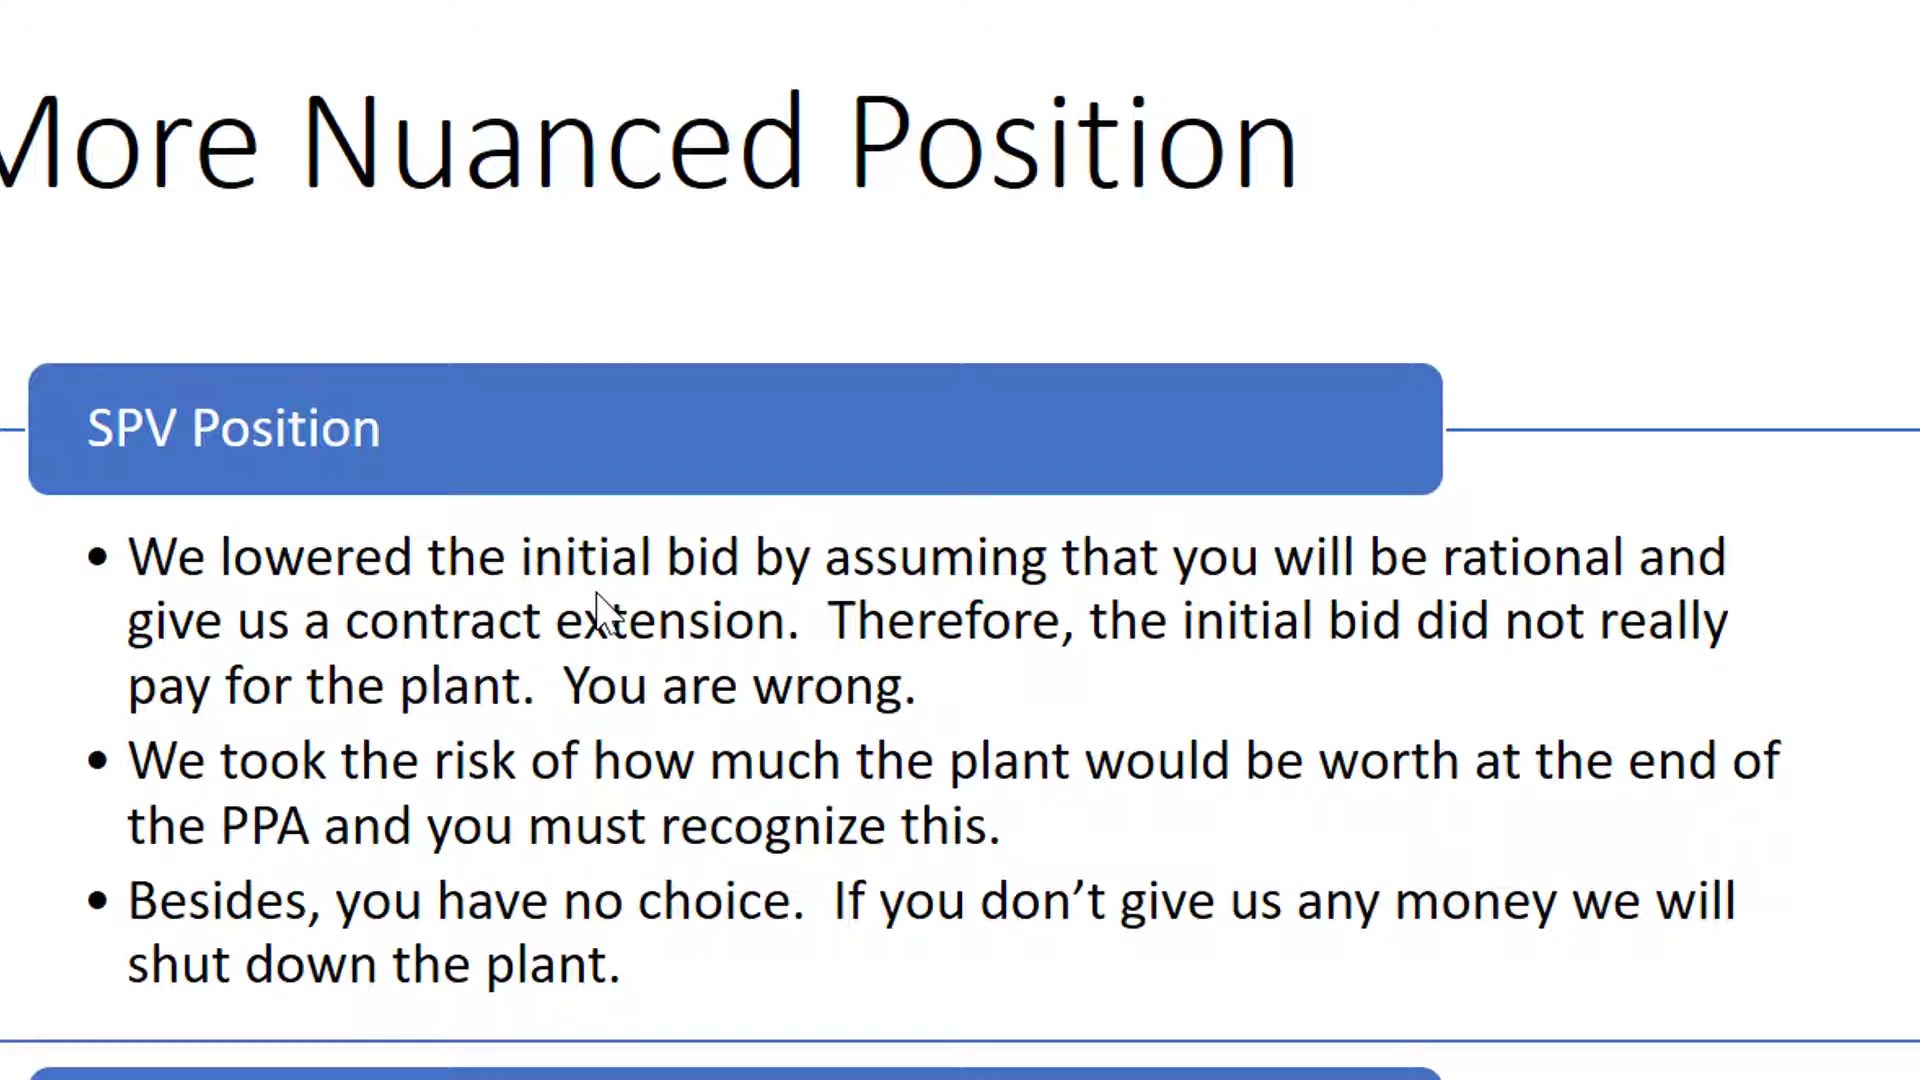 More Nuanced Position
SPV Position
• We lowered the initial bid by assuming that you will be rational and
give us a contract extension.  Therefore, the initial bid did not really
pay for the plant.  You are wrong.
• We took the risk of how much the plant would be worth at the end of
the PPA and you must recognize this.
• Besides, you have no choice.  If you don’t give us any money we will
shut down the plant.